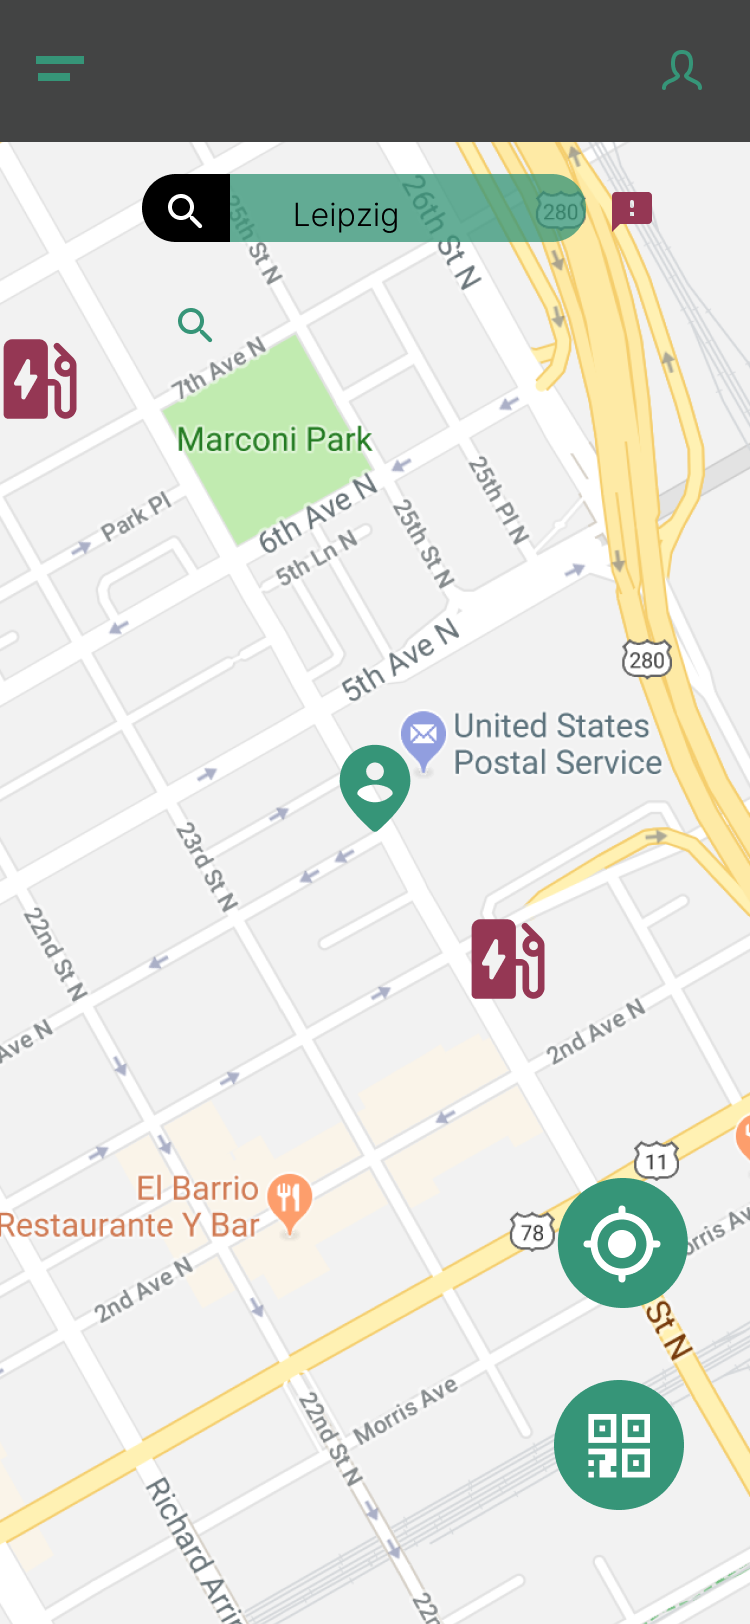 Leipzig
280
25th St N
26th St N
7th Ave N
Marconi Park
25th Pl N
Park Pl
6th Ave N
25th St N
5th Ln N
5th Ave N
280
United States
Postal Service
23rd St N
22nd St N
Ave N
2nd Ave N
11
El Barrio
Restaurante Y Bar
78
2nd Ave N
St N
22nd St N
Morris Ave
Richard Arrin